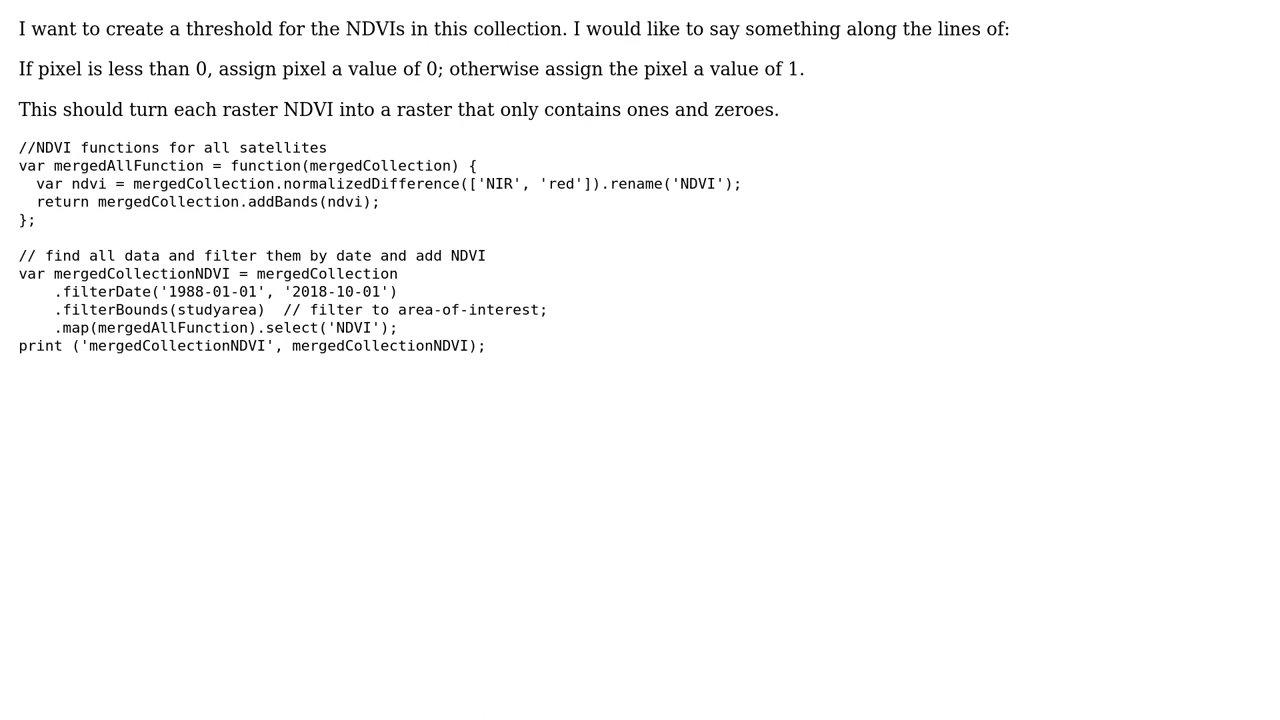 I want to create a threshold for the NDVIs in this collection. I would like to say something along the lines of:
If pixel is less than 0, assign pixel a value of 0; otherwise assign the pixel a value of 1.
This should turn each raster NDVI into a raster that only contains ones and zeroes.
//NDVI functions for all satellites
var mergedAllFunction = function(mergedCollection) {
  var ndvi = mergedCollection.normalizedDifference(['NIR', 'red']).rename('NDVI');
  return mergedCollection.addBands(ndvi);
};
// find all data and filter them by date and add NDVI
var mergedCollectionNDVI = mergedCollection
    .filterDate('1988-01-01', '2018-10-01')
    .filterBounds(studyarea)  // filter to area-of-interest;
    .map(mergedAllFunction).select('NDVI');
print ('mergedCollectionNDVI', mergedCollectionNDVI);